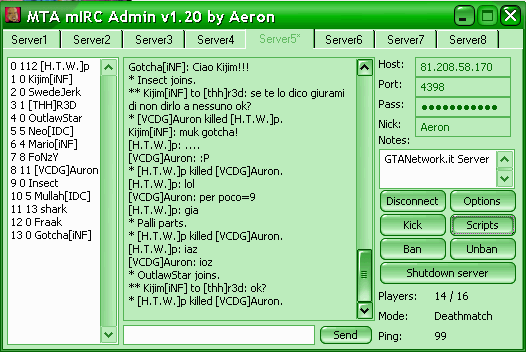 MTA mIRC Admin v1.20 by Aeron
Server1 Server2 Server3 Server4 Server5* Server6 Server7 Server8
0 112 [H.T.W.]p
1 0 Kijim[iNF]
2 0 SwedeJerk
3 1 [THH]R3D
4 0 OutlawStar
5 5 Neo[IDC]
6 4 Mario[iNF]
7 8 FoNzY
8 11 [VCDG]Auron
9 0 Insect
10 5 Mullah[IDC]
11 13 shark
12 0 Fraak
13 0 Gotcha[iNF]
Gotcha[iNF]: Ciao Kijim!!!
* Insect joins.
** Kijim[iNF] to [thh]r3d: se te lo dico giurami
di non dirlo a nessuno ok?
* [VCDG]Auron killed [H.T.W.]p.
Kijim[iNF]: muk gotcha!
[H.T.W.]p: ....
[VCDG]Auron: :P
* [H.T.W.]p killed [VCDG]Auron.
[H.T.W.]p: lol
[VCDG]Auron: per poco=9
[H.T.W.]p: gia
* Palli parts.
* [H.T.W.]p killed [VCDG]Auron.
[H.T.W.]p: iaz
[VCDG]Auron: ioz
* OutlawStar joins.
** Kijim[iNF] to [thh]r3d: ok?
* [H.T.W.]p killed [VCDG]Auron.
Send
Host: 81.208.58.170
Port: 4398
Pass: ●●●●●●●●●●●
Nick: Aeron
Notes:
GTANetwork.it Server
Disconnect Options
Kick Scripts
Ban Unban
Shutdown server
Players: 14 / 16
Mode: Deathmatch
Ping: 99